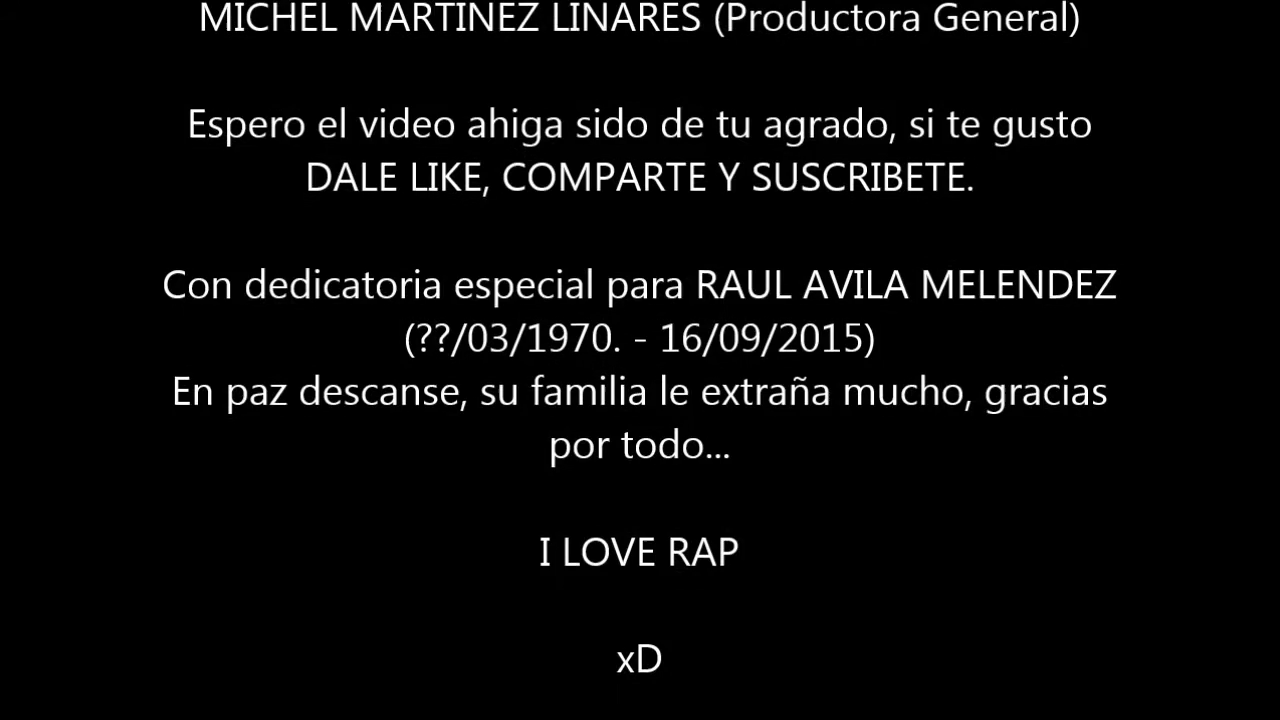 MICHEL MARTINEZ LINARES (Productora General)
Espero el video ahiga sido de tu agrado, si te gusto
DALE LIKE, COMPARTE Y SUSCRIBETE.
Con dedicatoria especial para RAUL AVILA MELENDEZ
(??/03/1970. - 16/09/2015)
En paz descanse, su familia le extraña mucho, gracias
por todo...
I LOVE RAP
xD